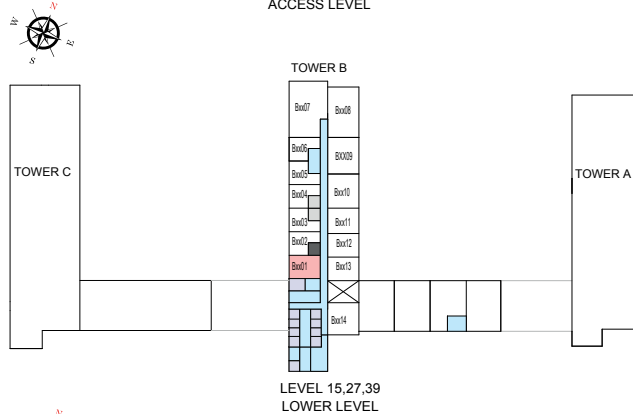 ACCESS LEVEL
N
W
E
S
TOWER B
Bxx07
Bxx08
Bxx06
BXX09
TOWER C
Bxx05
TOWER A
Bxx04
Bxx10
Bxx03
Bxx11
Bxx02
Bxx12
Bxx01
Bxx13
Bxx14
LEVEL 15,27,39
LOWER LEVEL
N